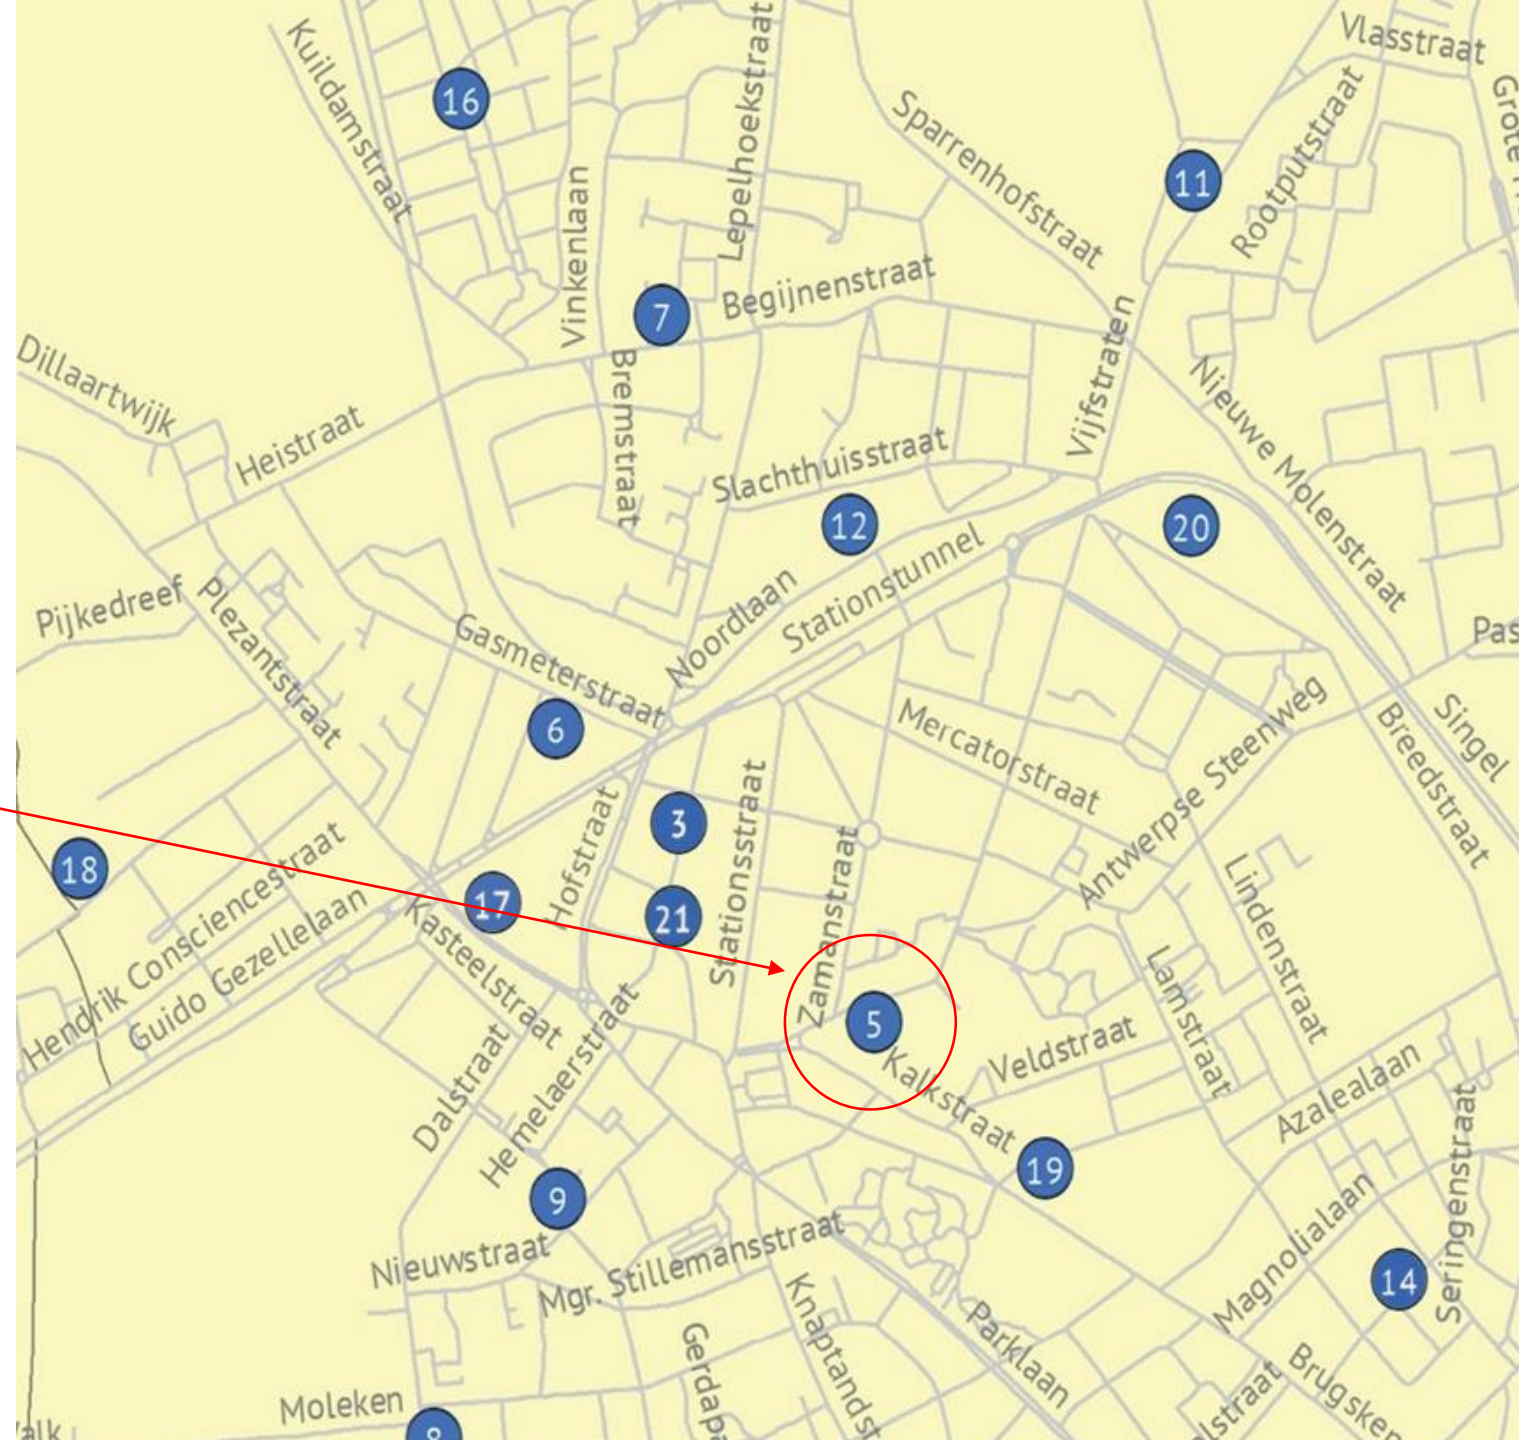 Vlasstraat
Kuildamstraat
16
Lepelhoekstraat
Sparrenhofstraat
Rootputstraat
11
Vinkenlaan
Begijnenstraat
7
Vijfstraten
Dillaartwijk
Bremstraat
Nieuwe Molenstraat
Heistraat
Slachthuisstraat
12
20
Stationstunnel
Pijkedreef
Plezantstraat
Noordlaan
Gasmeterstraat
6
Mercatorstraat
Antwerpse Steenweg
Singel
Breedstraat
3
Stationsstraat
Hofstraat
Zamanstraat
18
Hendrik Consciencestraat
Guido Gezellelaan
17
21
Kasteelstraat
Lindenstraat
Lamstraat
5
Kalkstraat
Veldstraat
Dalstraat
Hemelaerstraat
Azalealaan
19
9
Seringenstraat
Magnolialaan
14
Nieuwstraat
Mgr. Stillemansstraat
Parklaan
Moleken
8